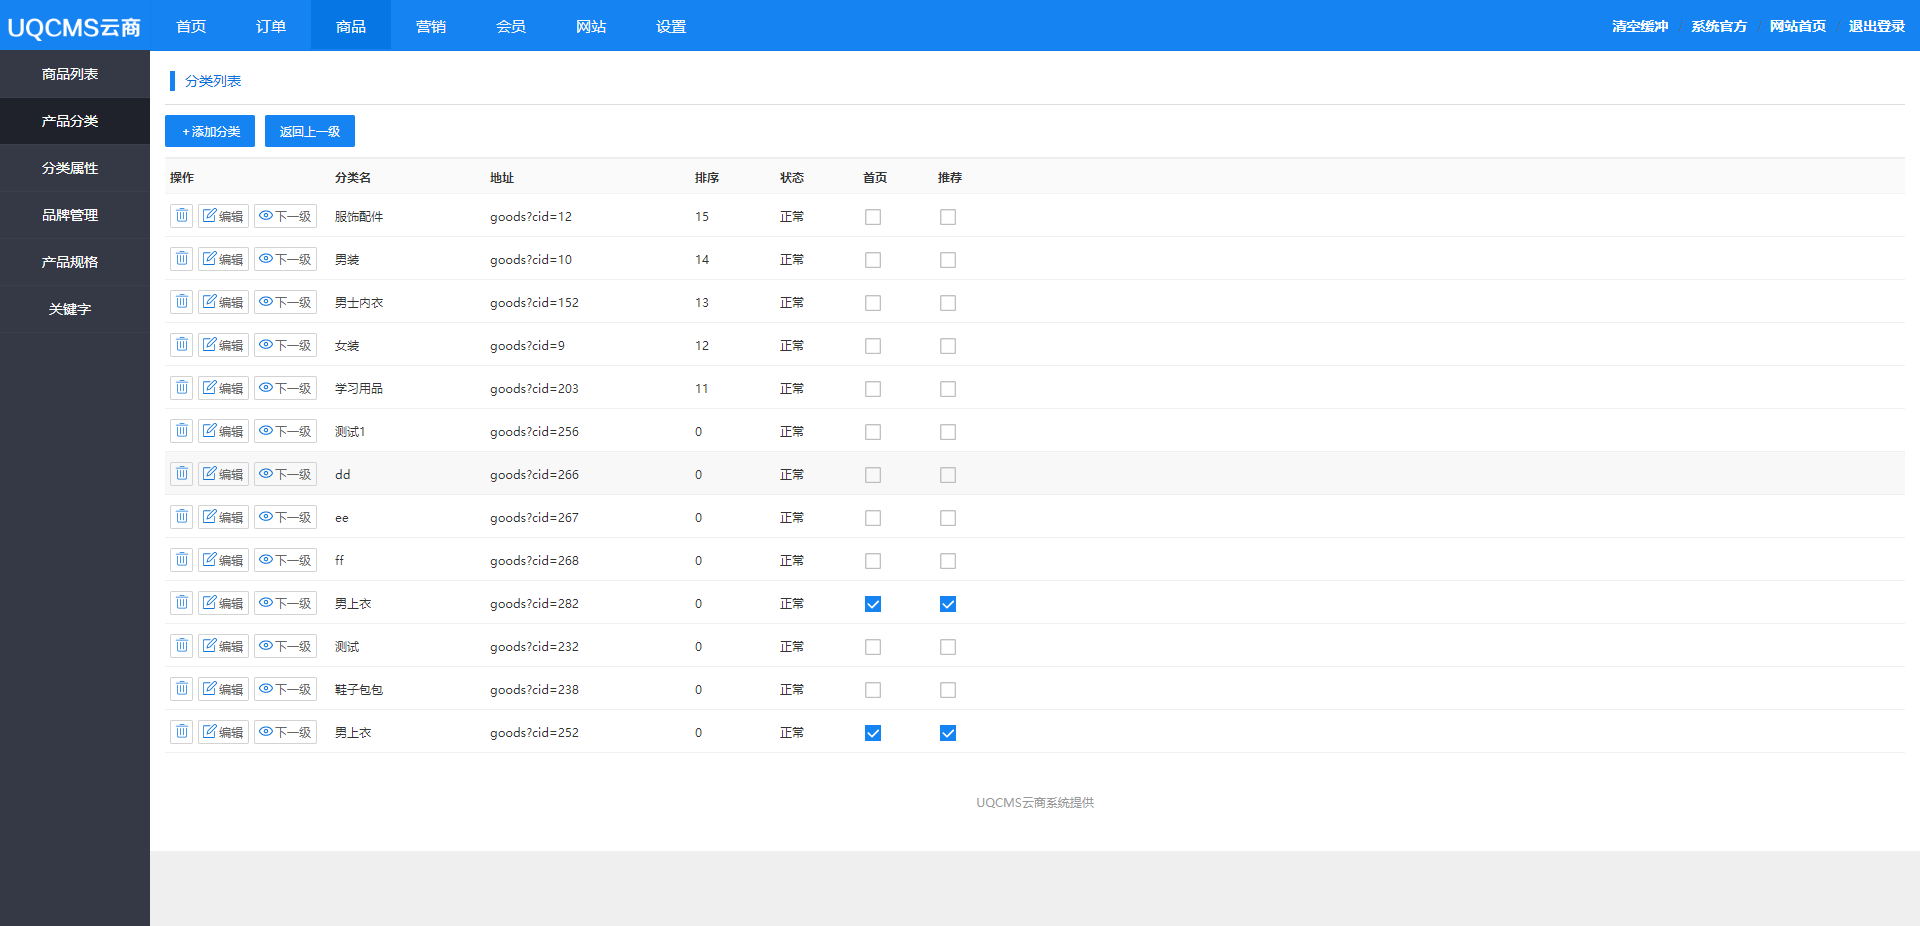 UQCMS云商 首页 订单 商品 营销 会员 网站 设置 清空缓冲 / 系统官方 / 网站首页 / 退出登录
商品列表
产品分类
分类属性
品牌管理
产品规格
关键字
分类列表
+添加分类 返回上一级
操作 分类名 地址 排序 状态 首页 推荐
编辑 下一级 服饰配件 goods?cid=12 15 正常
编辑 下一级 男装 goods?cid=10 14 正常
编辑 下一级 男士内衣 goods?cid=152 13 正常
编辑 下一级 女装 goods?cid=9 12 正常
编辑 下一级 学习用品 goods?cid=203 11 正常
编辑 下一级 测试1 goods?cid=256 0 正常
编辑 下一级 dd goods?cid=266 0 正常
编辑 下一级 ee goods?cid=267 0 正常
编辑 下一级 ff goods?cid=268 0 正常
编辑 下一级 男上衣 goods?cid=282 0 正常
编辑 下一级 测试 goods?cid=232 0 正常
编辑 下一级 鞋子包包 goods?cid=238 0 正常
编辑 下一级 男上衣 goods?cid=252 0 正常
UQCMS云商系统提供